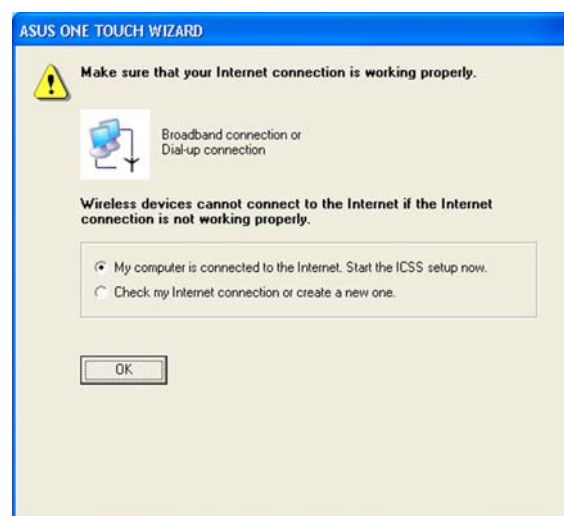 ASUS ONE TOUCH WIZARD
Make sure that your Internet connection is working properly.
Broadband connection or
Dial-up connection
Wireless devices cannot connect to the Internet if the Internet
connection is not working properly.
My computer is connected to the Internet. Start the ICSS setup now.
Check my Internet connection or create a new one.
OK